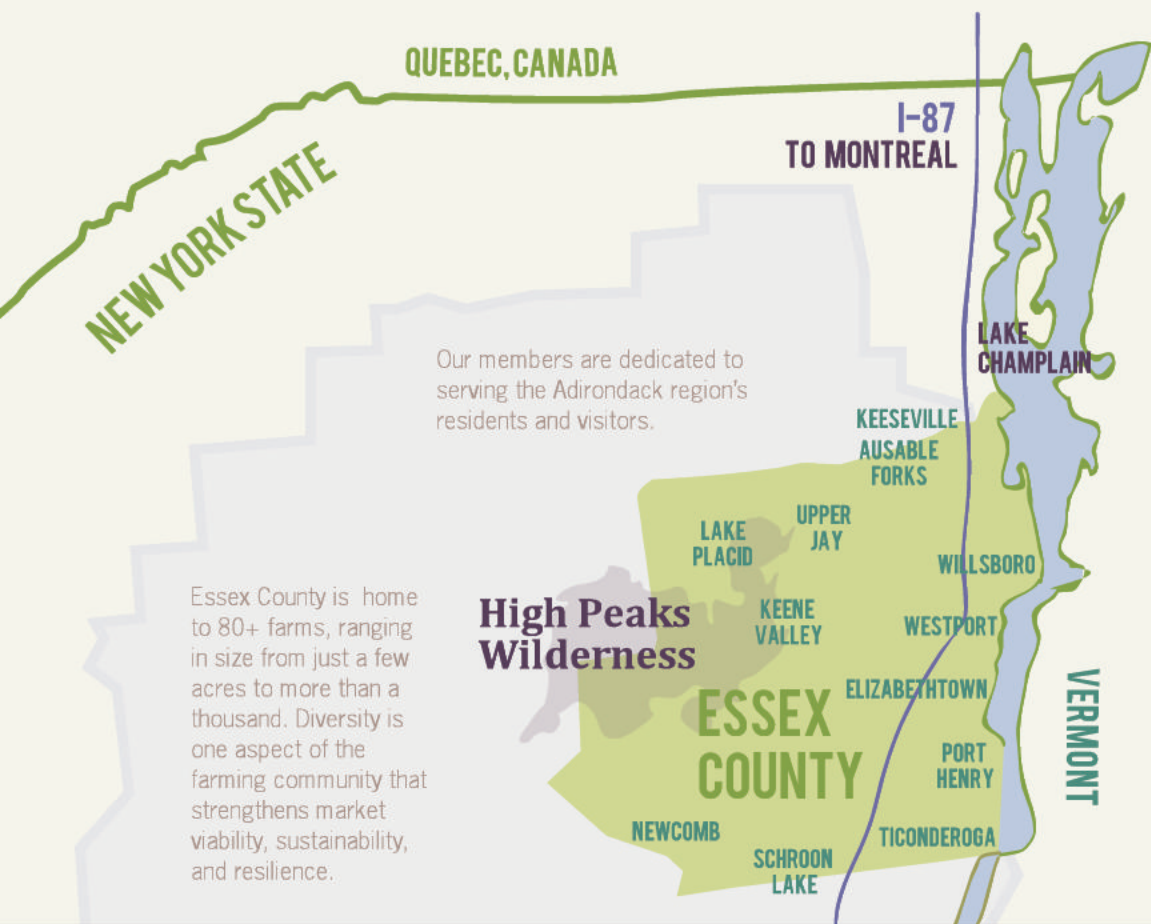 QUEBEC, CANADA
I-87
TO MONTREAL
NEW YORK STATE
LAKE
CHAMPLAIN
Our members are dedicated to
serving the Adirondack region's
residents and visitors.
KEESEVILLE
AUSABLE
FORKS
UPPER
JAY
LAKE
PLACID
WILLSBORO
Essex County is home
to 80+ farms, ranging
in size from just a few
acres to more than a
thousand. Diversity is
one aspect of the
farming community that
strengthens market
viability, sustainability,
and resilience.
High Peaks
Wilderness
KEENE
VALLEY
WESTPORT
ELIZABETHTOWN
VERMONT
ESSEX
COUNTY
PORT
HENRY
NEWCOMB
TICONDEROGA
SCHROON
LAKE